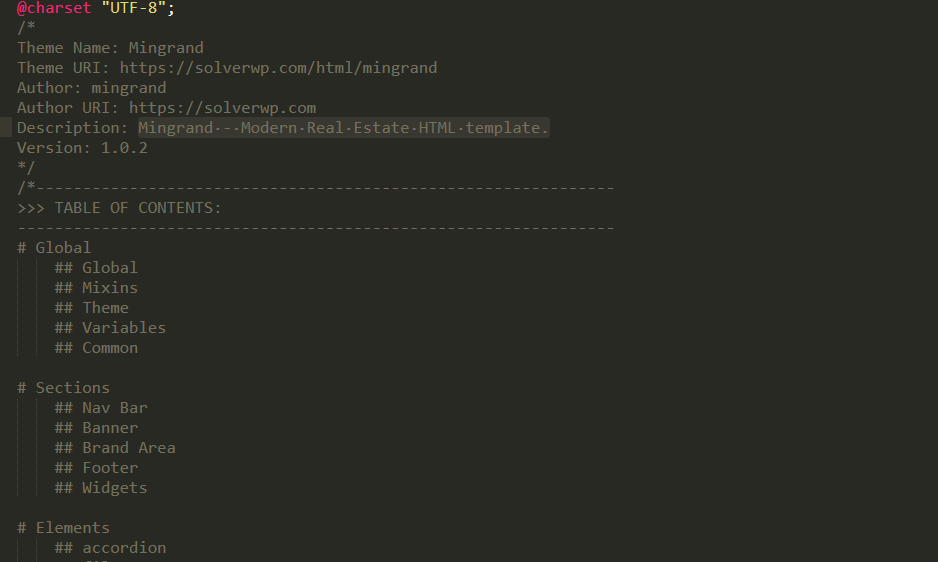 @charset "UTF-8";
/*
Theme Name: Mingrand
Theme URI: https://solverwp.com/html/mingrand
Author: mingrand
Author URI: https://solverwp.com
Description: Mingrand - Modern Real Estate HTML template.
Version: 1.0.2
*/
/*--------------------------------------------------------------
>>> TABLE OF CONTENTS:
----------------------------------------------------------------
# Global
## Global
## Mixins
## Theme
## Variables
## Common
# Sections
## Nav Bar
## Banner
## Brand Area
## Footer
## Widgets
# Elements
## accordion